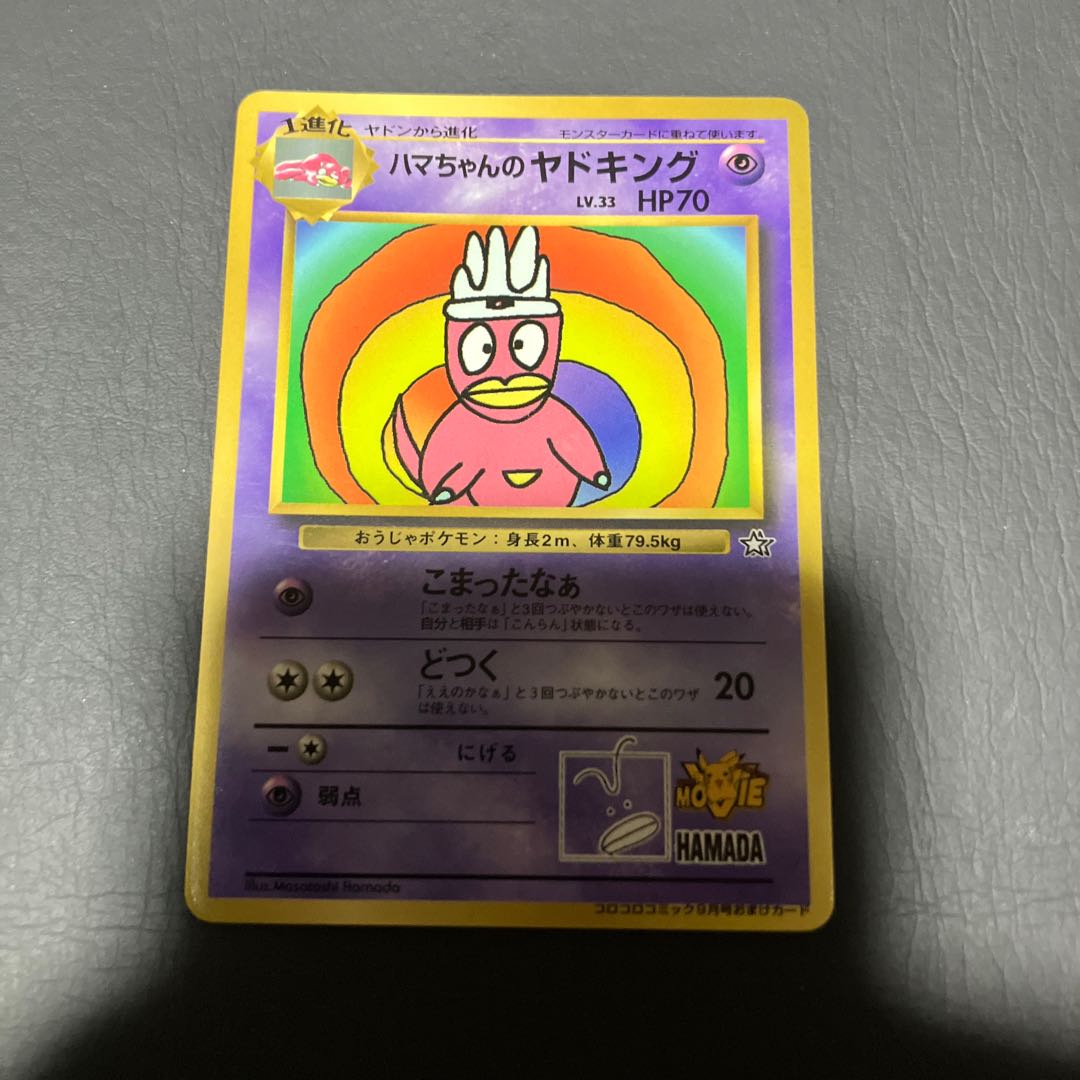 1進化 ヤドンから進化 モンスターカードに重ねて使います。
ハマちゃんのヤドキング
LV.33 HP70
おうじゃポケモン：身長2m、体重79.5kg
こまったなぁ
「こまったなぁ」と3回つぶやかないとこのワザは使えない。
自分と相手は「こんらん」状態になる。
どつく
「ええのかなぁ」と3回つぶやかないとこのワザ
は使えない。
20
にげる
弱点
MOVIE
HAMADA
Illus. Masatoshi Hamada
コロコロコミック9月号おまけカード